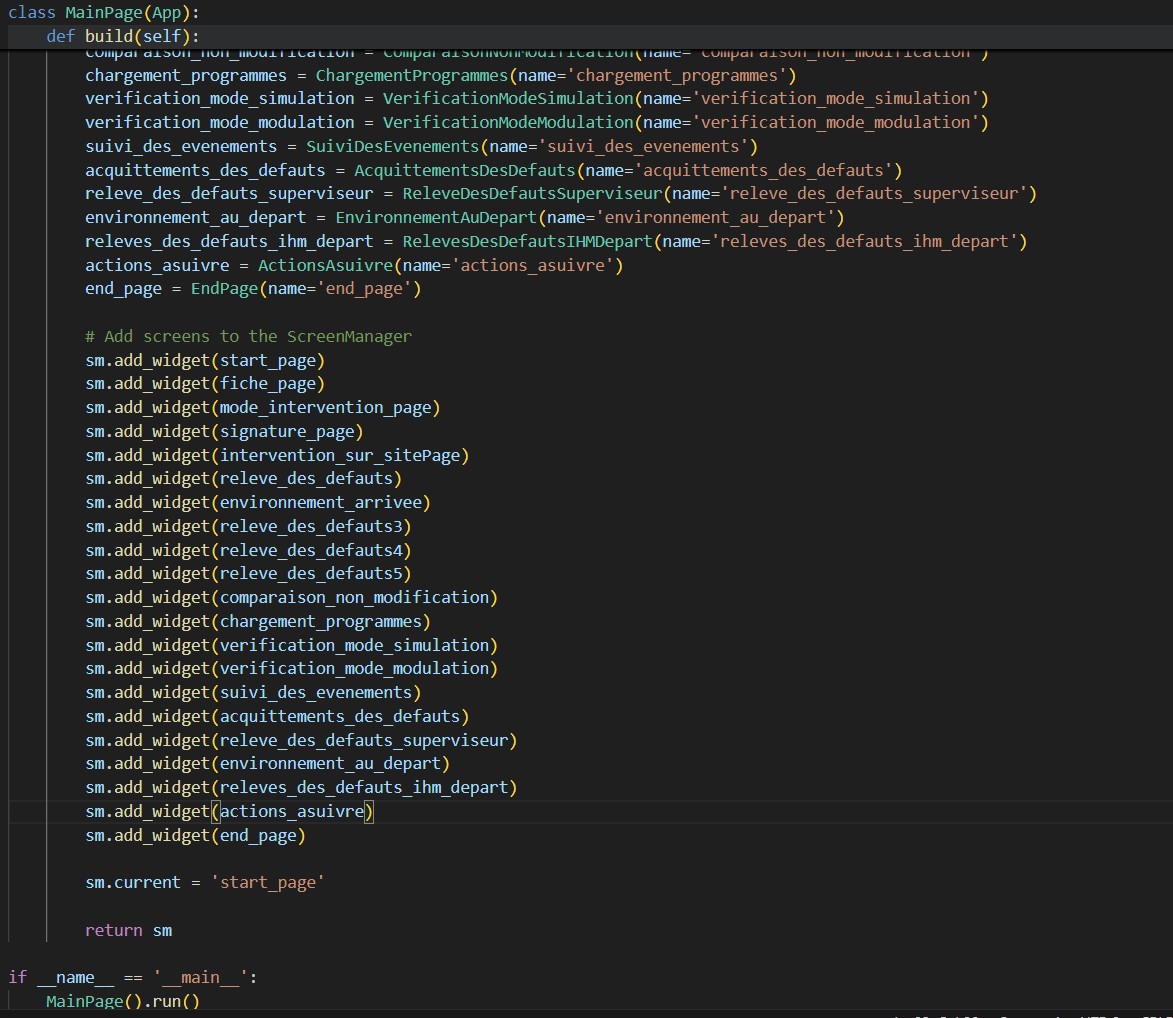 class MainPage(App):
    def build(self):
        comparaison_non_modification = ComparaisonNonModification(name='comparaison_non_modification')
        chargement_programmes = ChargementProgrammes(name='chargement_programmes')
        verification_mode_simulation = VerificationModeSimulation(name='verification_mode_simulation')
        verification_mode_modulation = VerificationModeModulation(name='verification_mode_modulation')
        suivi_des_evenements = SuiviDesEvenements(name='suivi_des_evenements')
        acquittements_des_defauts = AcquittementsDesDefauts(name='acquittements_des_defauts')
        releve_des_defauts_superviseur = ReleveDesDefautsSuperviseur(name='releve_des_defauts_superviseur')
        environnement_au_depart = EnvironnementAuDepart(name='environnement_au_depart')
        releves_des_defauts_ihm_depart = RelevesDesDefautsIHMDepart(name='releves_des_defauts_ihm_depart')
        actions_asuivre = ActionsAsuivre(name='actions_asuivre')
        end_page = EndPage(name='end_page')

        # Add screens to the ScreenManager
        sm.add_widget(start_page)
        sm.add_widget(fiche_page)
        sm.add_widget(mode_intervention_page)
        sm.add_widget(signature_page)
        sm.add_widget(intervention_sur_sitePage)
        sm.add_widget(releve_des_defauts)
        sm.add_widget(environnement_arrivee)
        sm.add_widget(releve_des_defauts3)
        sm.add_widget(releve_des_defauts4)
        sm.add_widget(releve_des_defauts5)
        sm.add_widget(comparaison_non_modification)
        sm.add_widget(chargement_programmes)
        sm.add_widget(verification_mode_simulation)
        sm.add_widget(verification_mode_modulation)
        sm.add_widget(suivi_des_evenements)
        sm.add_widget(acquittements_des_defauts)
        sm.add_widget(releve_des_defauts_superviseur)
        sm.add_widget(environnement_au_depart)
        sm.add_widget(releves_des_defauts_ihm_depart)
        sm.add_widget(actions_asuivre)
        sm.add_widget(end_page)

        sm.current = 'start_page'

        return sm

if __name__ == '__main__':
    MainPage().run()